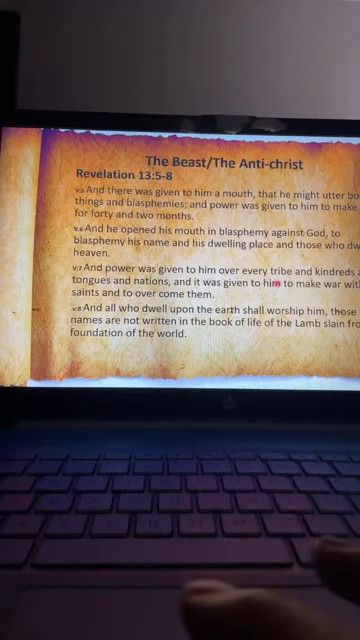 The Beast/The Anti-christ
Revelation 13:5-8
v.5 And there was given to him a mouth, that he might utter bo
things and blasphemies; and power was given to him to make
for forty and two months.
v.6 And he opened his mouth in blasphemy against God, to
blasphemy his name and his dwelling place and those who dw
heaven.
v.7 And power was given to him over every tribe and kindreds a
tongues and nations, and it was given to him to make war wit
saints and to over come them.
v.8 And all who dwell upon the earth shall worship him, those
names are not written in the book of life of the Lamb slain fro
foundation of the world.